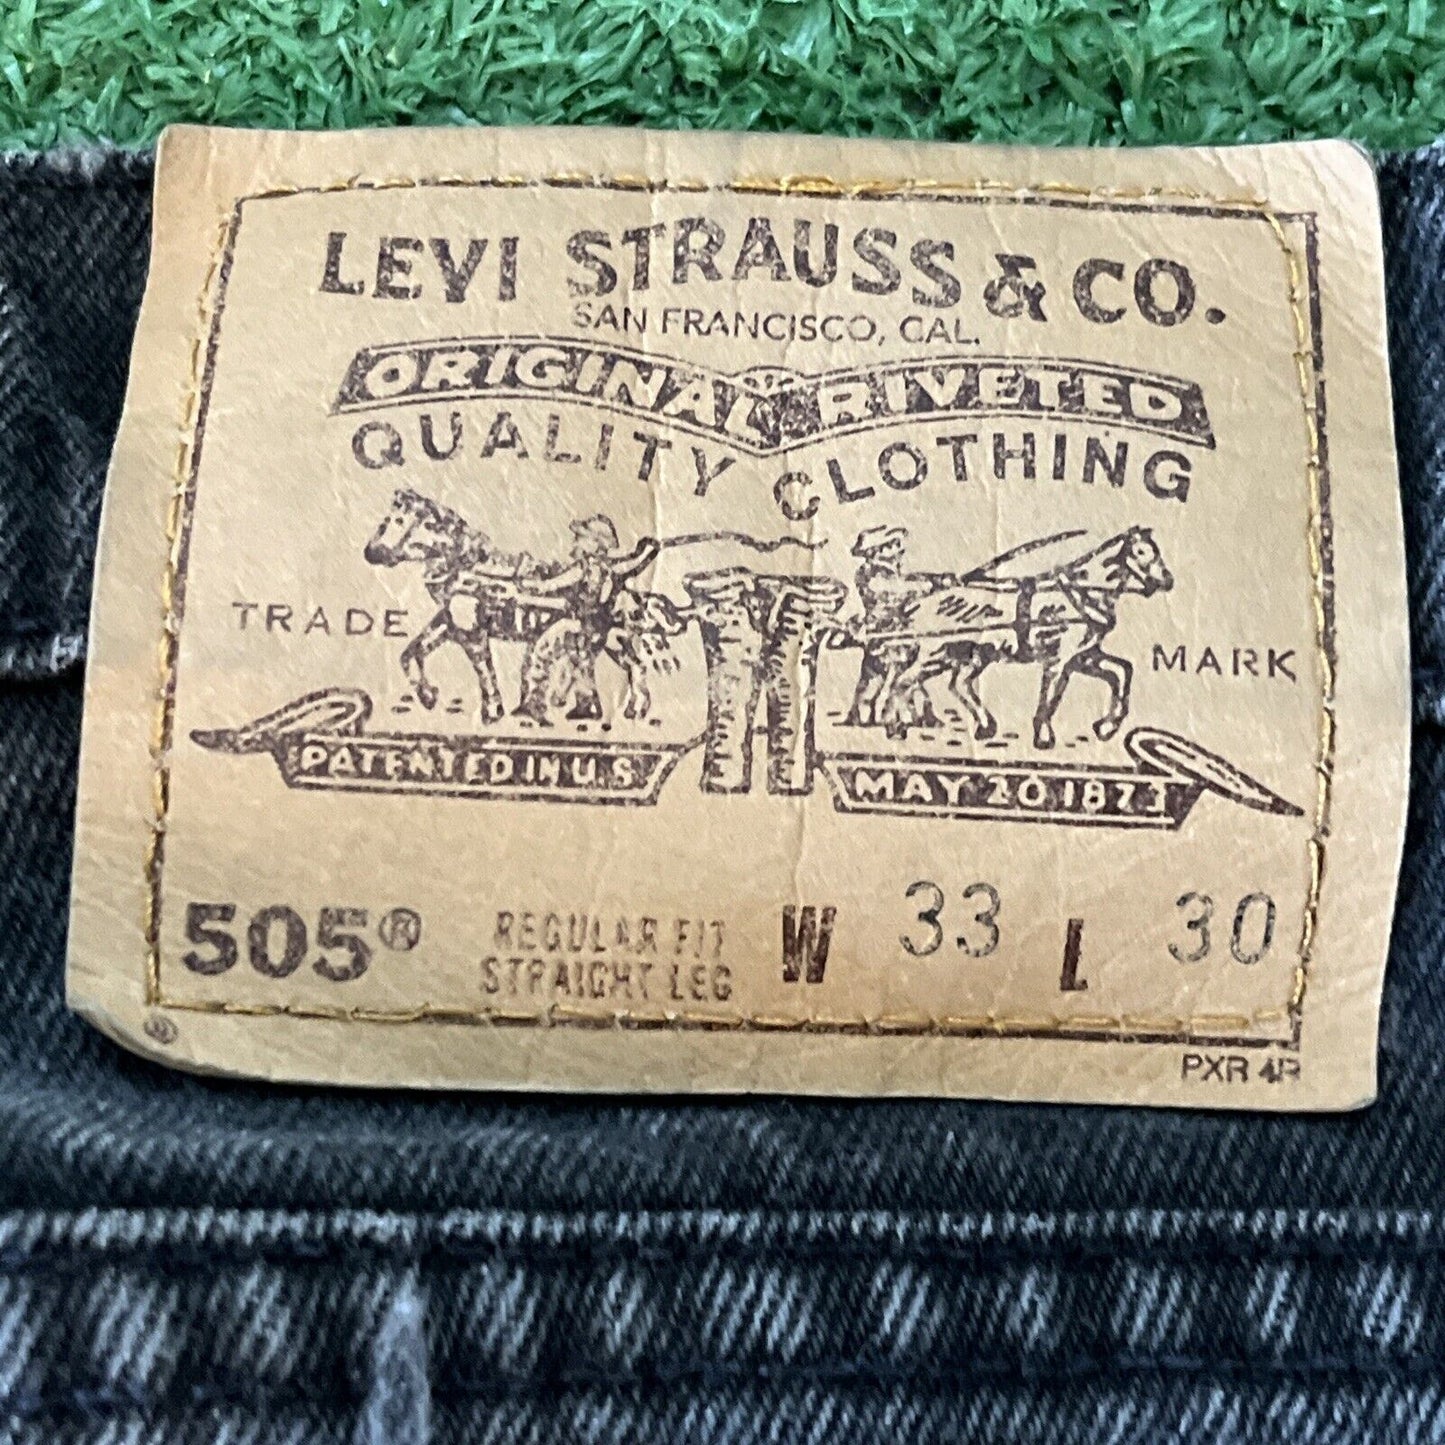 LEVI STRAUSS & CO.
SAN FRANCISCO, CAL.
ORIGINAL RIVETED
QUALITY CLOTHING
TRADE MARK
PATENTED IN U.S.
MAY 20 1873
505® REGULAR FIT STRAIGHT LEG W 33 L 30
®
PXR 4R